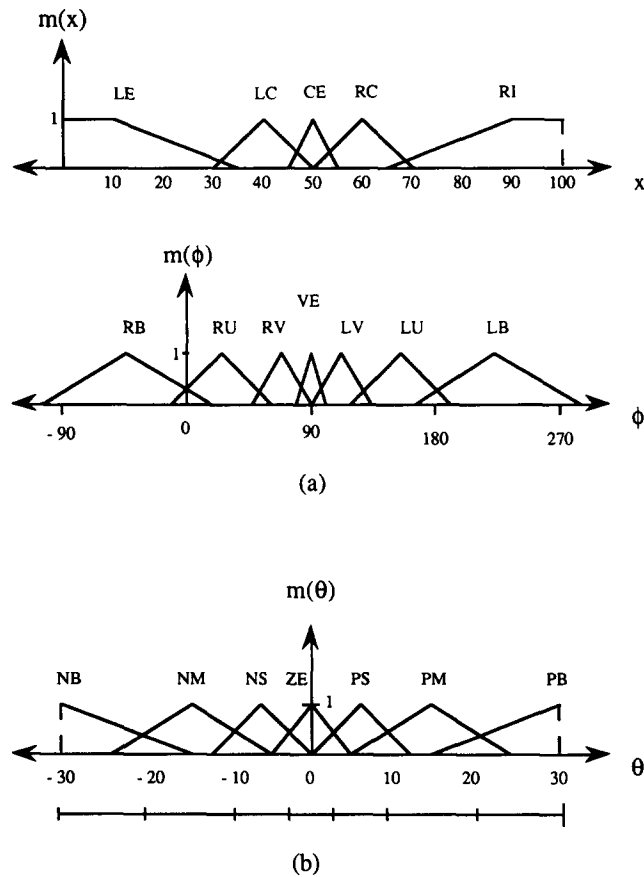 m(x)
LE LC CE RC RI
1
10 20 30 40 50 60 70 80 90 100 x
m(ϕ)
VE
RB RU RV LV LU LB
1
- 90 0 90 180 270 ϕ
(a)
m(θ)
NB NM NS ZE PS PM PB
1
- 30 - 20 - 10 0 10 20 30 θ
(b)